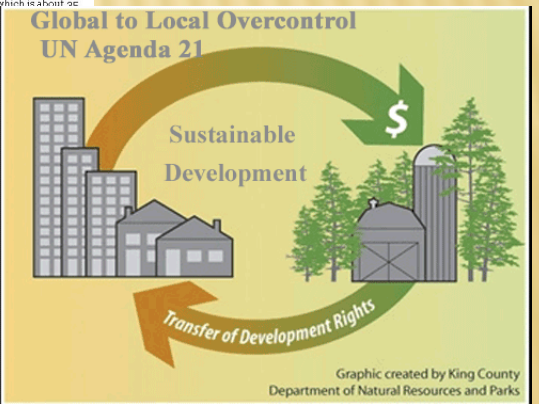 which is about 35
Global to Local Overcontrol
UN Agenda 21
$
Sustainable
Development
Transfer of Development Rights
Graphic created by King County
Department of Natural Resources and Parks